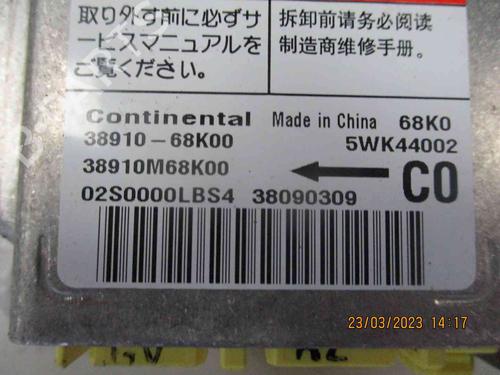 取り外す前に必ずサ
ービスマニュアルを
ご覧ください。
拆卸前请务必阅读
制造商维修手册.
Continental Made in China 68K0
38910-68K00 5WK44002
38910M68K00
C0
02S0000LBS4 38090309
23/03/2023 14:17